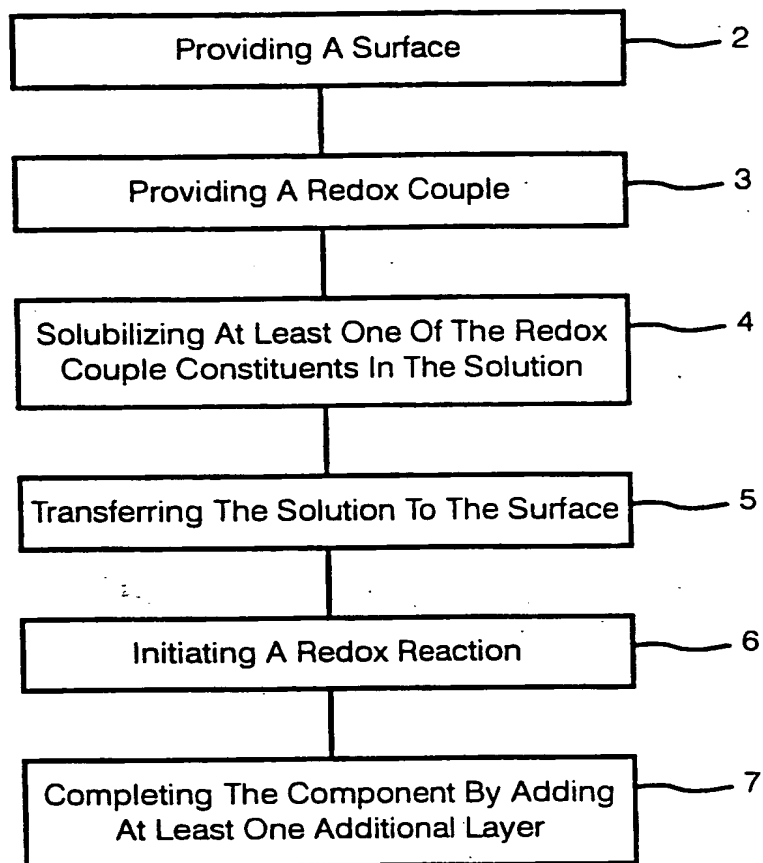 Providing A Surface
2
Providing A Redox Couple
3
Solubilizing At Least One Of The Redox
Couple Constituents In The Solution
4
Transferring The Solution To The Surface
5
Initiating A Redox Reaction
6
Completing The Component By Adding
At Least One Additional Layer
7